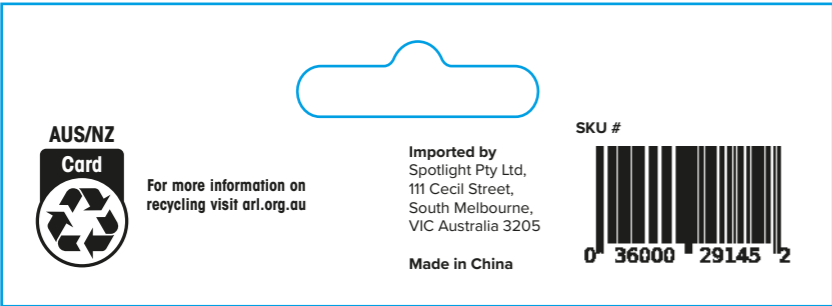 AUS/NZ
Card
For more information on
recycling visit arl.org.au
Imported by
Spotlight Pty Ltd,
111 Cecil Street,
South Melbourne,
VIC Australia 3205
Made in China
SKU #
0 36000 29145 2